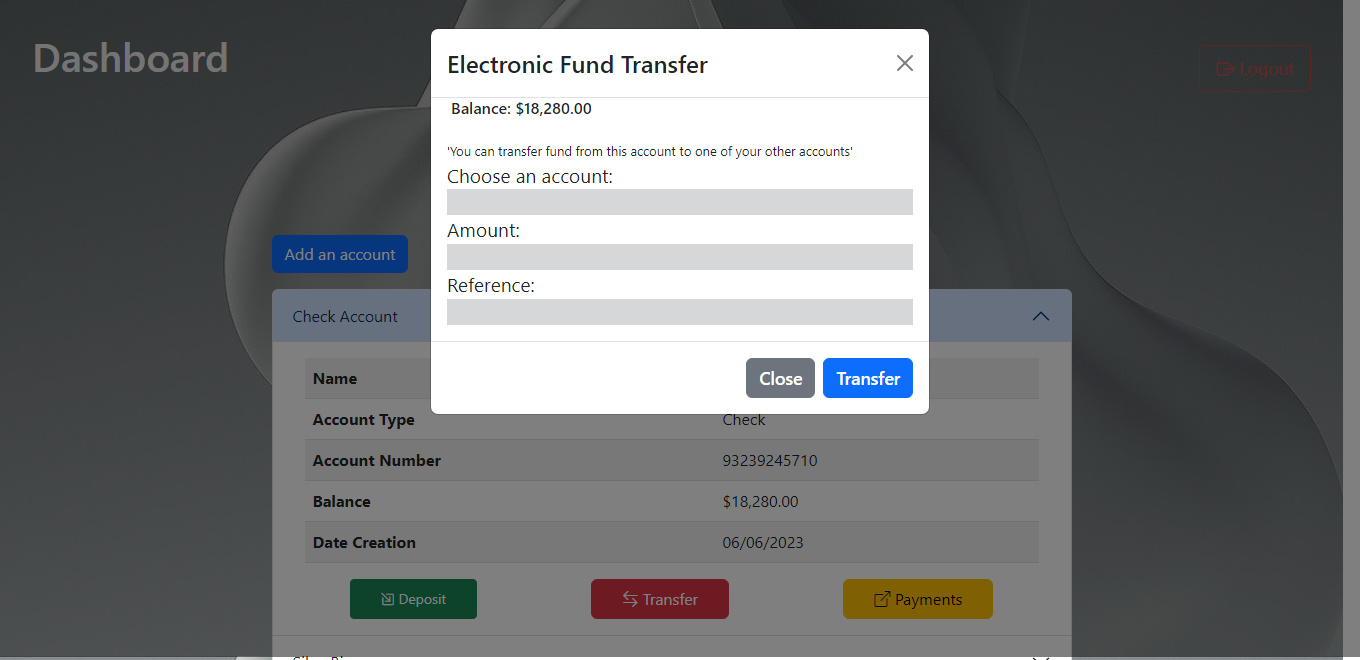 Dashboard
Logout
Electronic Fund Transfer
Balance: $18,280.00
'You can transfer fund from this account to one of your other accounts'
Choose an account:
Amount:
Reference:
Close
Transfer
Add an account
Check Account
Name
Account Type Check
Account Number 93239245710
Balance $18,280.00
Date Creation 06/06/2023
Deposit
Transfer
Payments